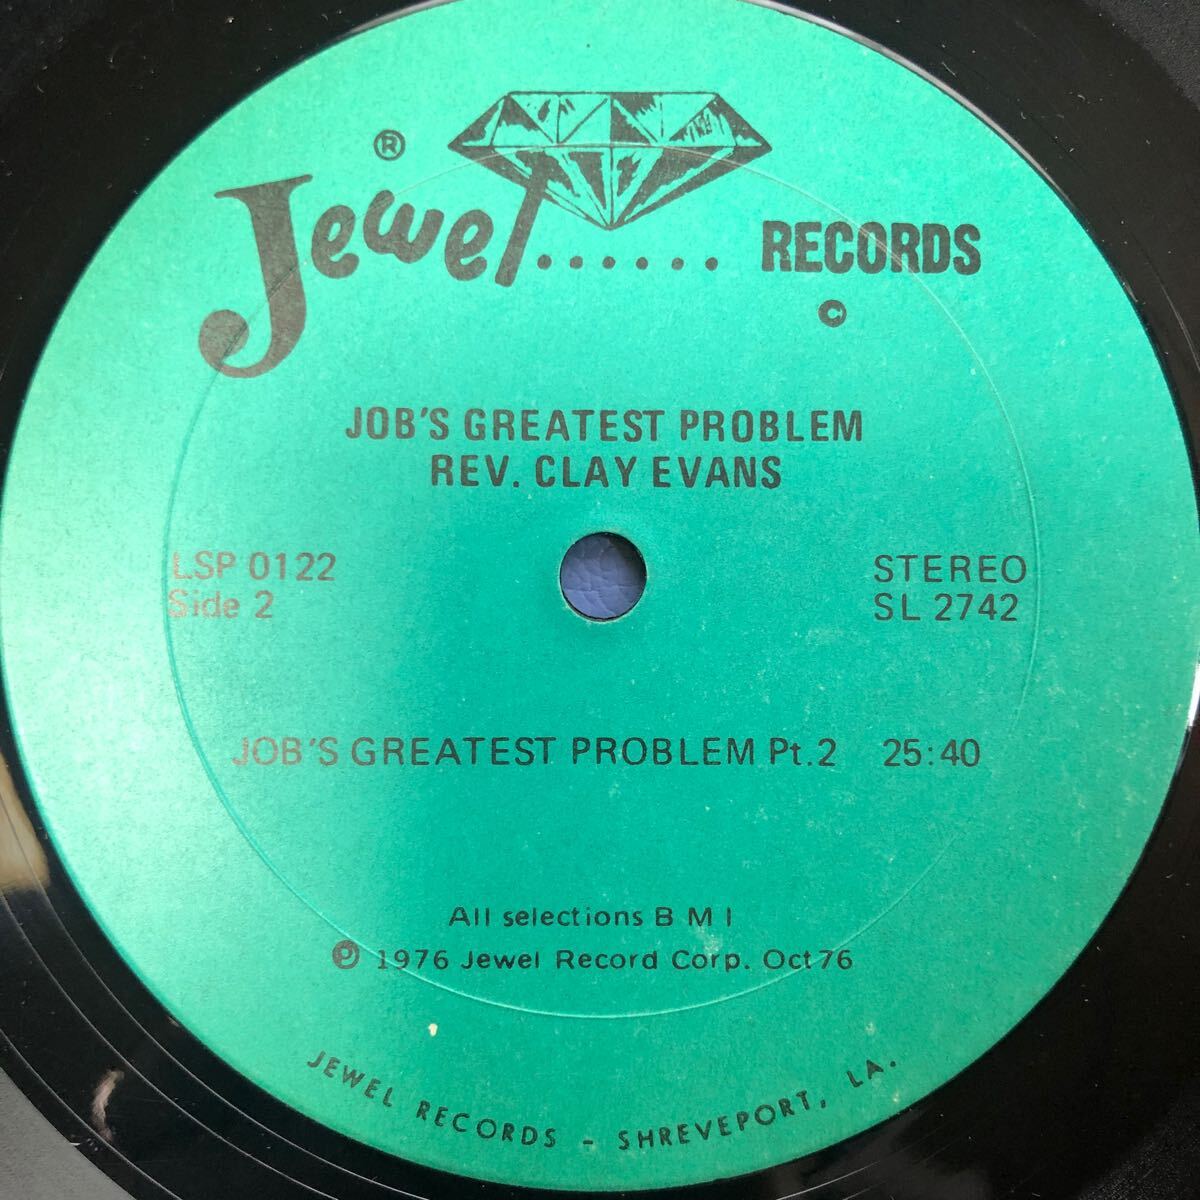 ®
Jewel...... RECORDS
©
JOB'S GREATEST PROBLEM
REV. CLAY EVANS
LSP 0122 STEREO
Side 2 SL 2742
JOB'S GREATEST PROBLEM Pt.2 25:40
All selections B M I
℗ 1976 Jewel Record Corp. Oct 76
JEWEL RECORDS - SHREVEPORT, LA.